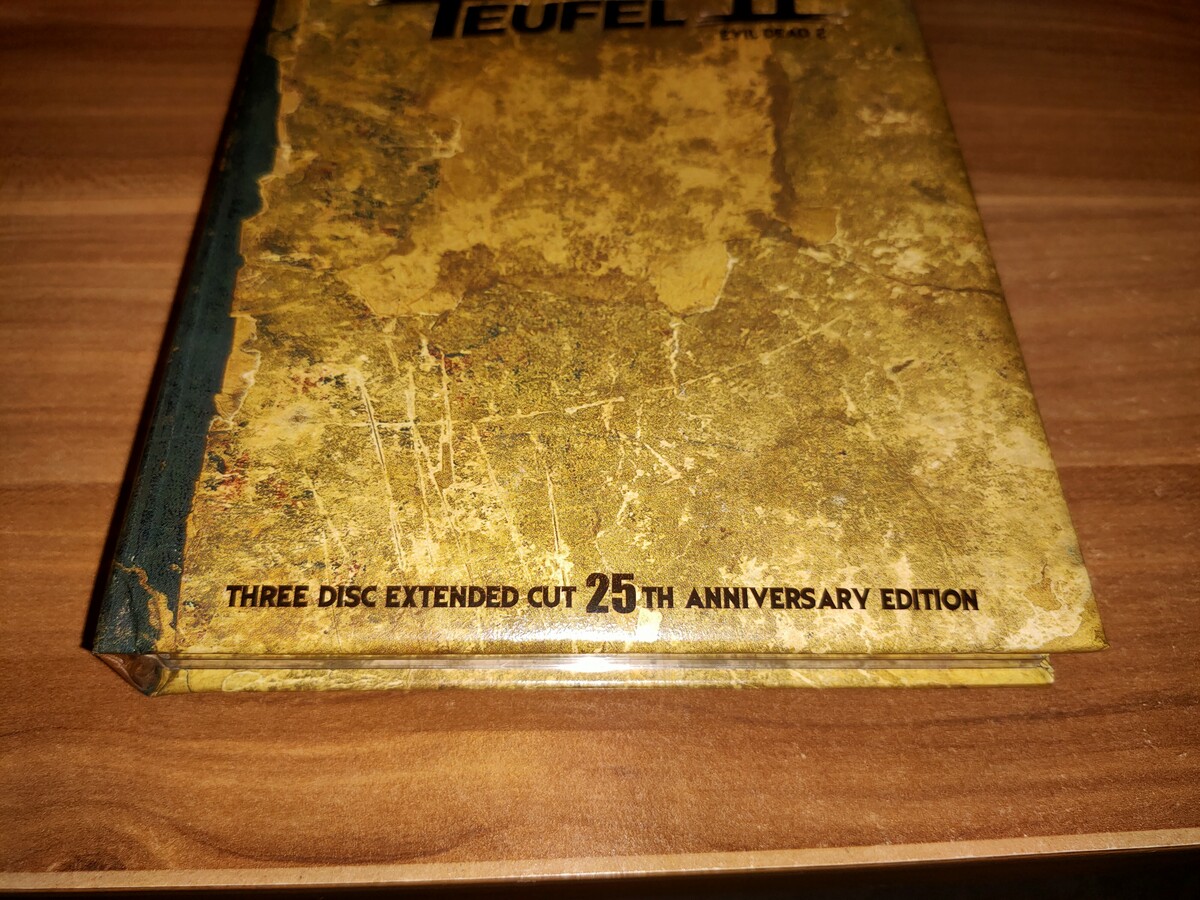 TEUFEL II
EVIL DEAD 2
THREE DISC EXTENDED CUT 25TH ANNIVERSARY EDITION